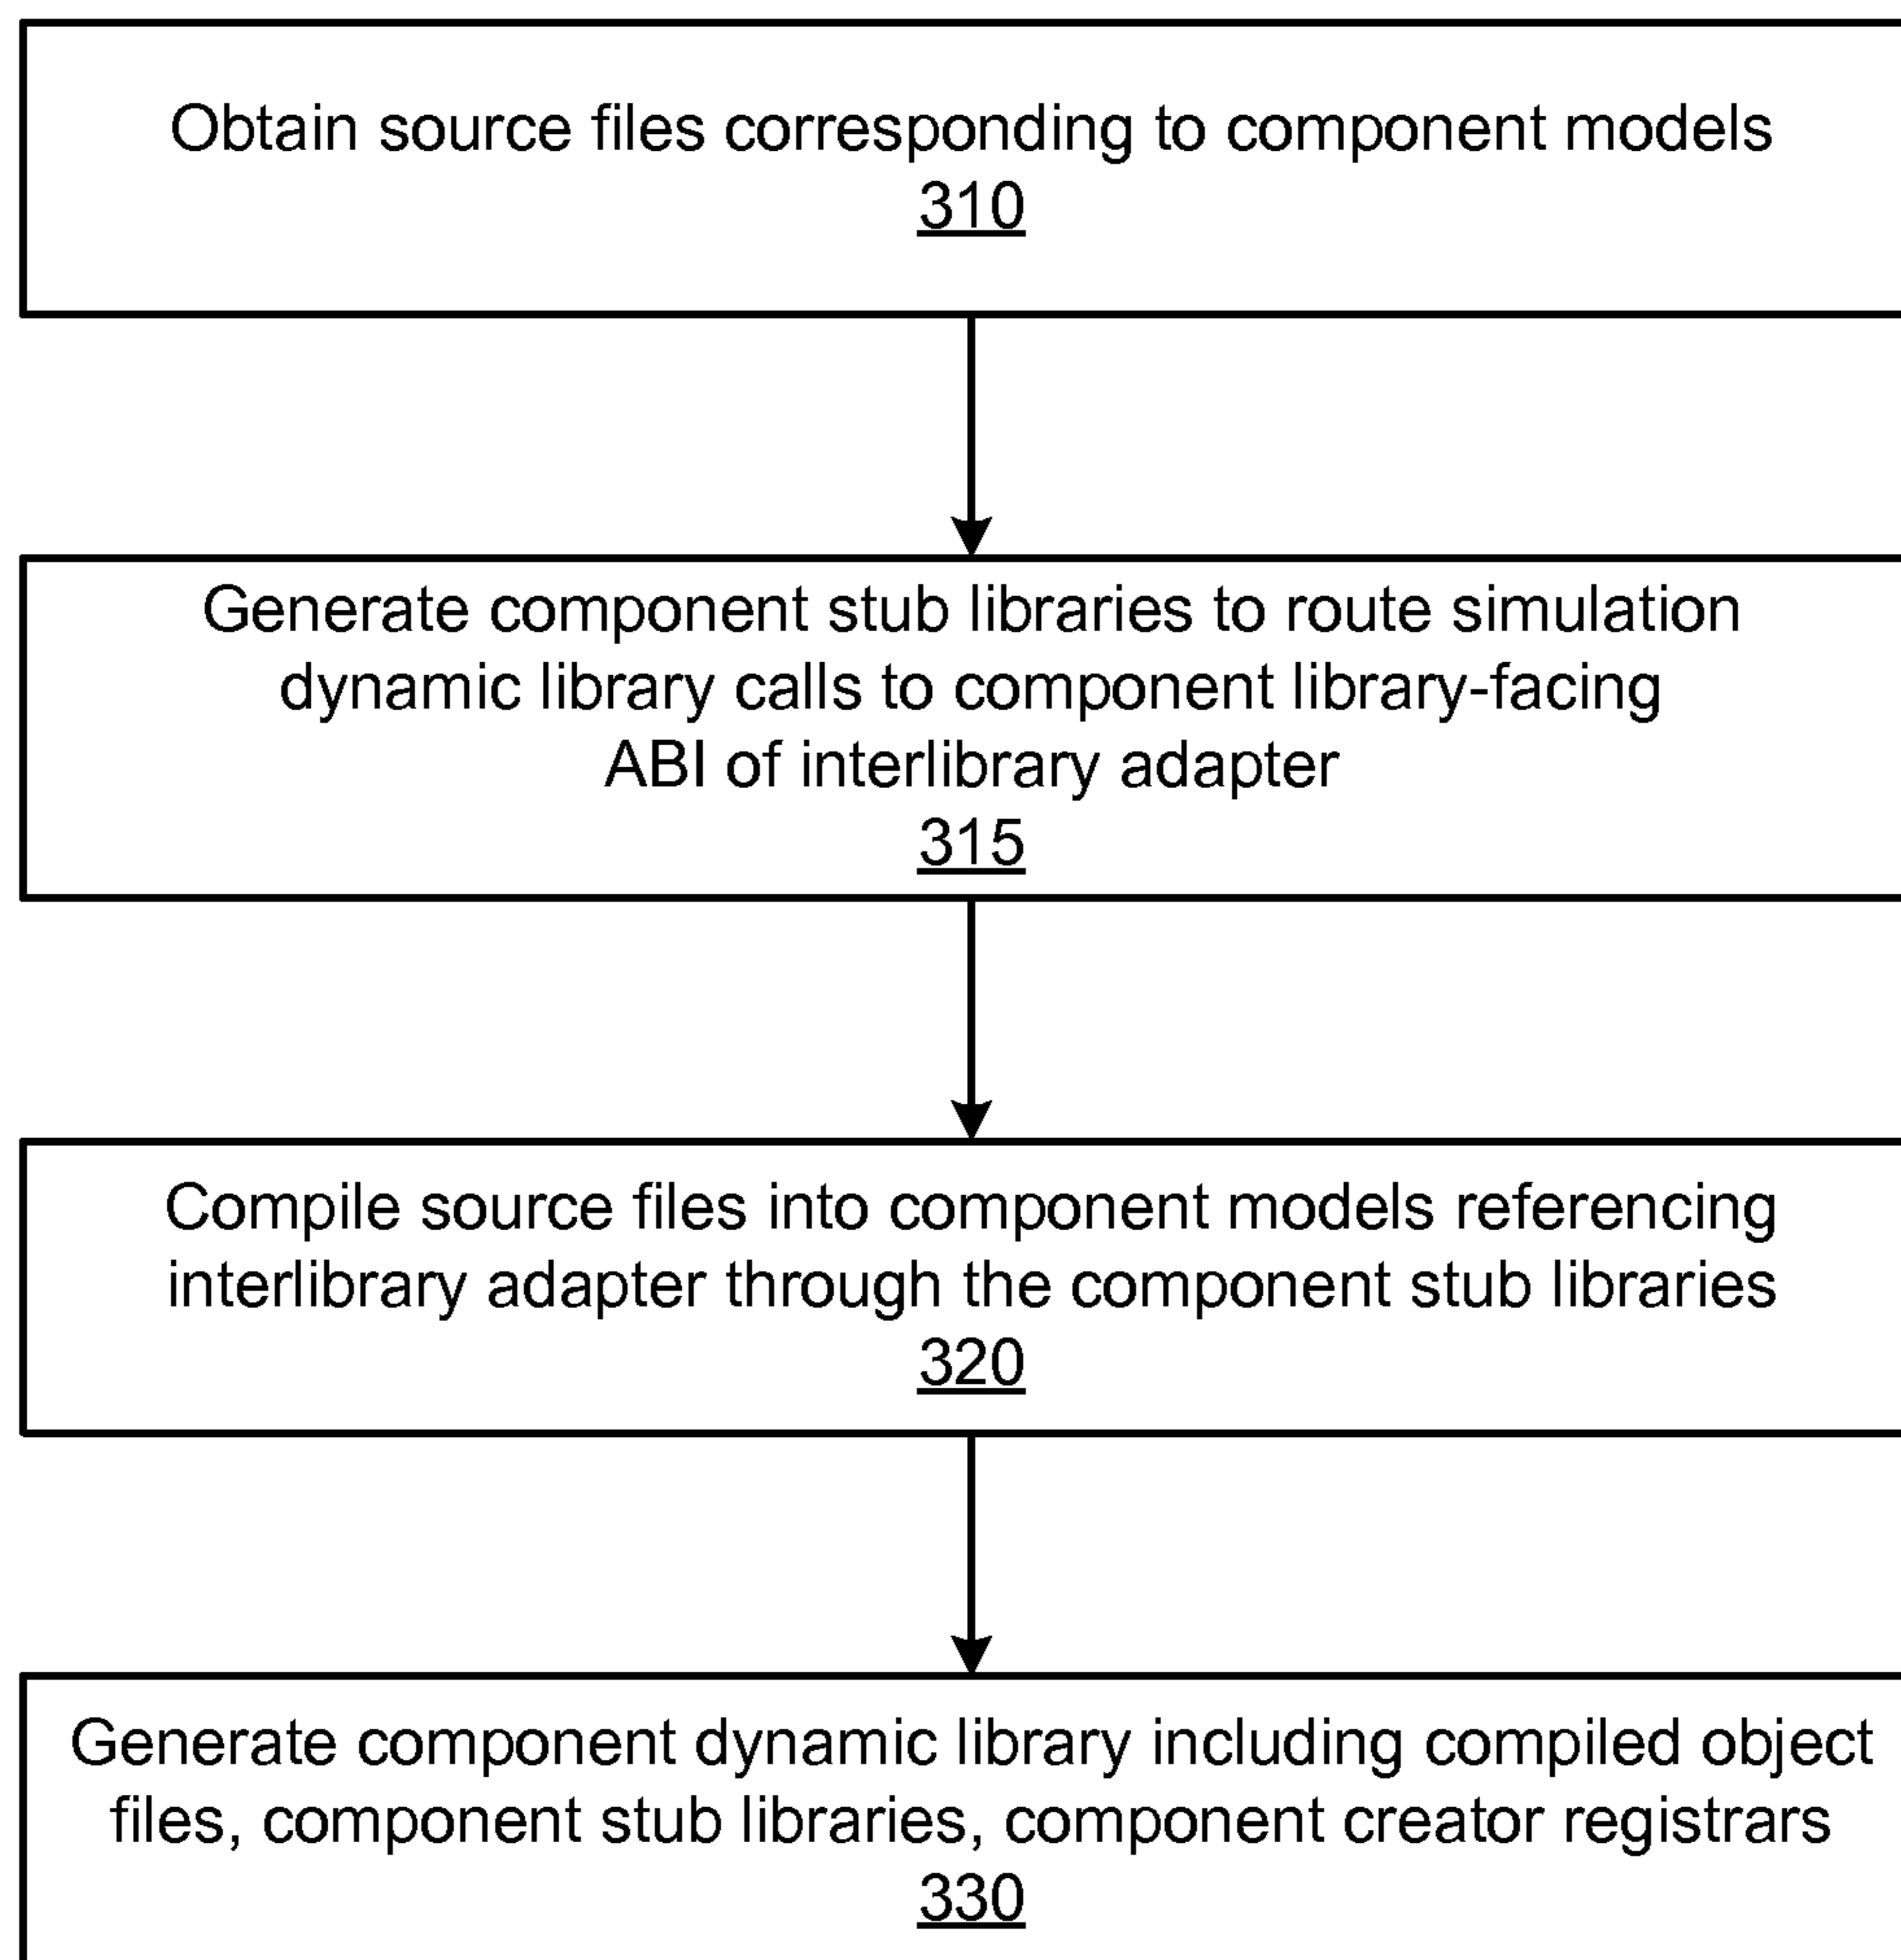 Obtain source files corresponding to component models
310
Generate component stub libraries to route simulation
dynamic library calls to component library-facing
ABI of interlibrary adapter
315
Compile source files into component models referencing
interlibrary adapter through the component stub libraries
320
Generate component dynamic library including compiled object
files, component stub libraries, component creator registrars
330